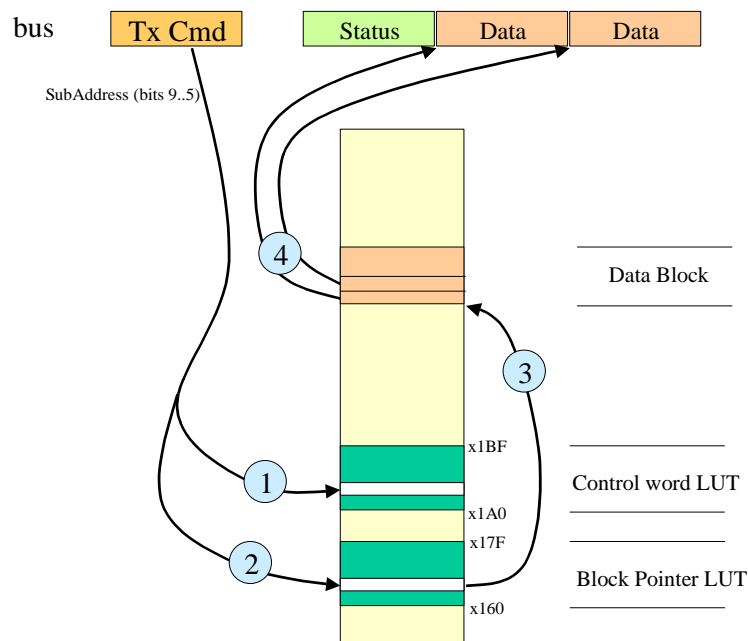 bus
Tx Cmd
Status
Data
Data
SubAddress (bits 9..5)
4
Data Block
3
x1BF
1
Control word LUT
x1A0
x17F
2
Block Pointer LUT
x160